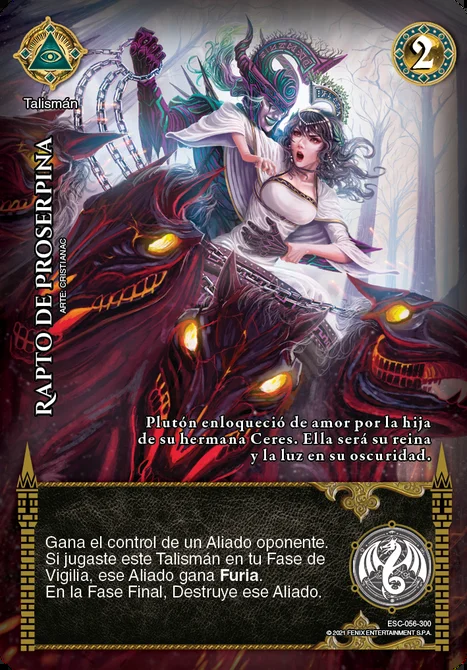 2
Talismán
RAPTO DE PROSERPINA
ARTE: CRISTIANAC
Plutón enloqueció de amor por la hija
de su hermana Ceres. Ella será su reina
y la luz en su oscuridad.
Gana el control de un Aliado oponente.
Si jugaste este Talismán en tu Fase de
Vigilia, ese Aliado gana Furia.
En la Fase Final, Destruye ese Aliado.
ESC-056-300
© 2021 FENIX ENTERTAINMENT S.P.A.